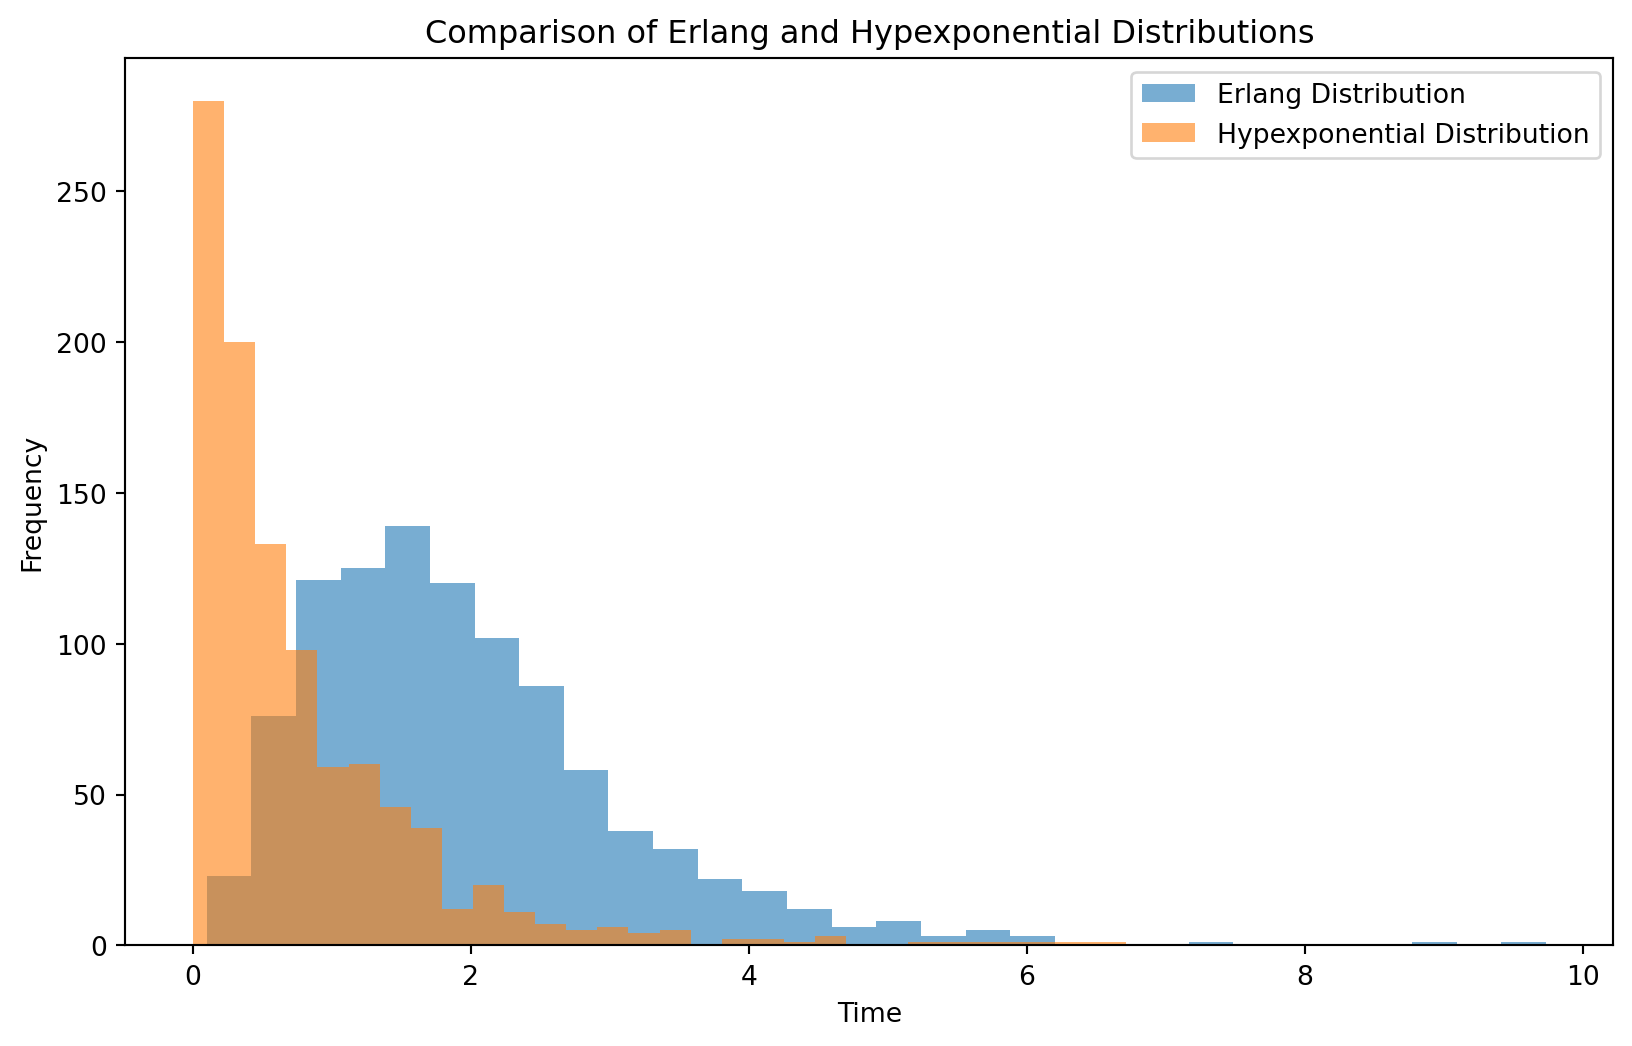 Comparison of Erlang and Hypexponential Distributions
Erlang Distribution
Hypexponential Distribution
Frequency
250
200
150
100
50
0
0 2 4 6 8 10
Time